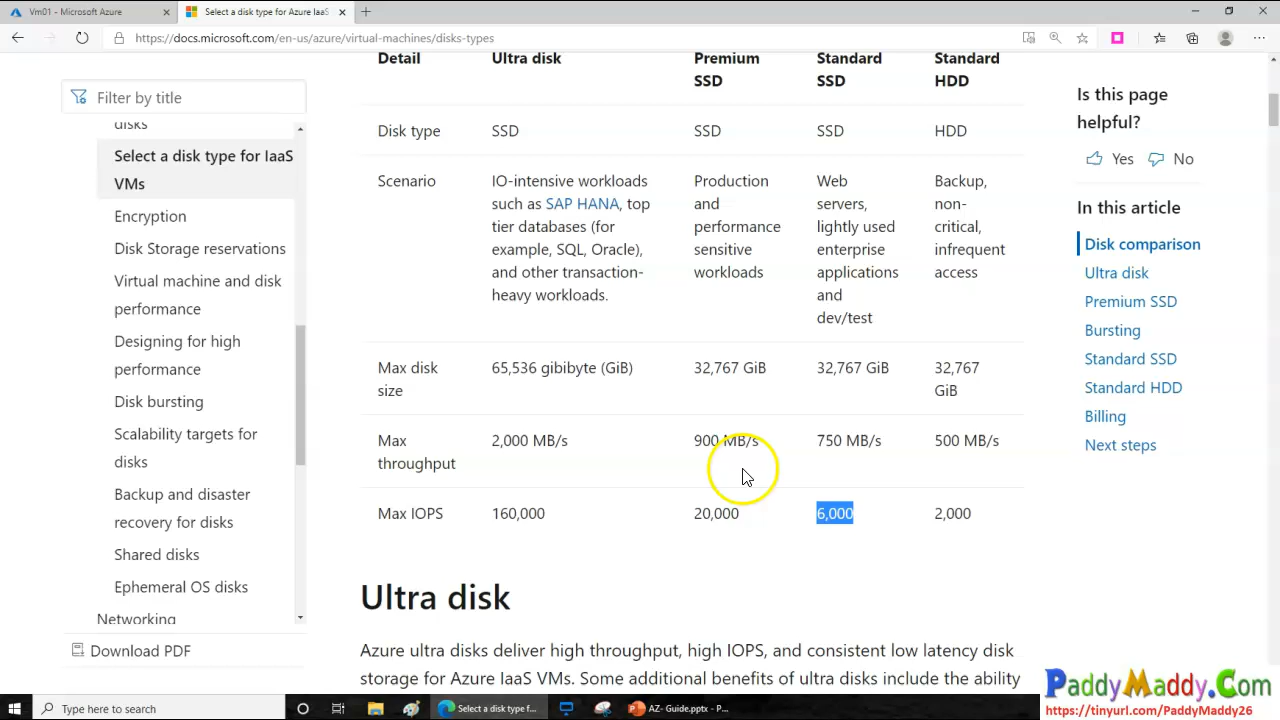 Vm01 - Microsoft Azure
Select a disk type for Azure IaaS
https://docs.microsoft.com/en-us/azure/virtual-machines/disks-types
Filter by title
disks
Select a disk type for IaaS
VMs
Encryption
Disk Storage reservations
Virtual machine and disk
performance
Designing for high
performance
Disk bursting
Scalability targets for
disks
Backup and disaster
recovery for disks
Shared disks
Ephemeral OS disks
Networking
Download PDF
Detail Ultra disk Premium Standard Standard
SSD SSD HDD
Disk type SSD SSD SSD HDD
Scenario IO-intensive workloads Production Web Backup,
such as SAP HANA, top and servers, non-
tier databases (for performance lightly used critical,
example, SQL, Oracle), sensitive enterprise infrequent
and other transaction- workloads applications access
heavy workloads. and
dev/test
Max disk 65,536 gibibyte (GiB) 32,767 GiB 32,767 GiB 32,767
size GiB
Max 2,000 MB/s 900 MB/s 750 MB/s 500 MB/s
throughput
Max IOPS 160,000 20,000 6,000 2,000
Ultra disk
Azure ultra disks deliver high throughput, high IOPS, and consistent low latency disk
storage for Azure IaaS VMs. Some additional benefits of ultra disks include the ability
Is this page
helpful?
Yes No
In this article
Disk comparison
Ultra disk
Premium SSD
Bursting
Standard SSD
Standard HDD
Billing
Next steps
PaddyMaddy.Com
https://tinyurl.com/PaddyMaddy26
Type here to search
Select a disk type f...
AZ- Guide.pptx - P...